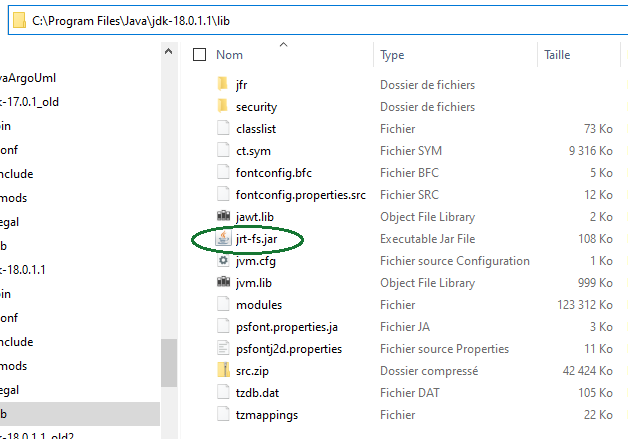 C:\Program Files\Java\jdk-18.0.1.1\lib
Nom Type Taille
vaArgoUml
k-17.0.1_old
in
onf
nclude
mods
egal
b
k-18.0.1.1
in
onf
nclude
mods
egal
b
k-18.0.1.1_old2
jfr Dossier de fichiers
security Dossier de fichiers
classlist Fichier 73 Ko
ct.sym Fichier SYM 9 316 Ko
fontconfig.bfc Fichier BFC 5 Ko
fontconfig.properties.src Fichier SRC 12 Ko
jawt.lib Object File Library 2 Ko
jrt-fs.jar Executable Jar File 108 Ko
jvm.cfg Fichier source Configuration 1 Ko
jvm.lib Object File Library 999 Ko
modules Fichier 123 312 Ko
psfont.properties.ja Fichier JA 3 Ko
psfontj2d.properties Fichier source Properties 11 Ko
src.zip Dossier compressé 42 424 Ko
tzdb.dat Fichier DAT 105 Ko
tzmappings Fichier 22 Ko